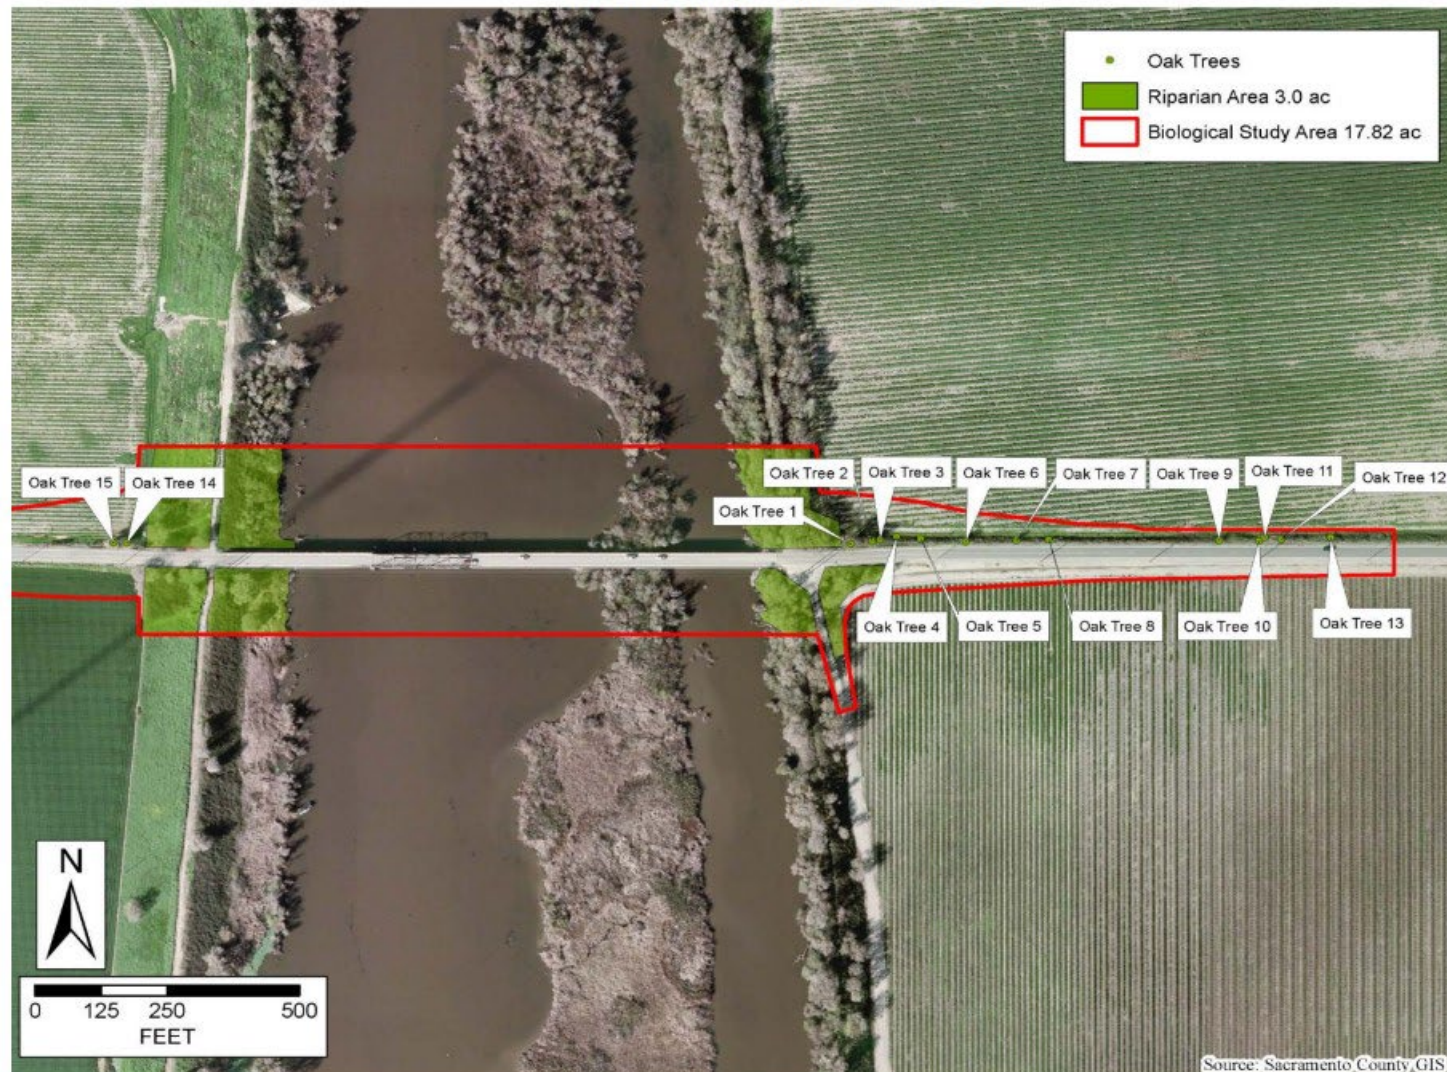 Oak Trees
Riparian Area 3.0 ac
Biological Study Area 17.82 ac
Oak Tree 15
Oak Tree 14
Oak Tree 1
Oak Tree 2
Oak Tree 3
Oak Tree 6
Oak Tree 7
Oak Tree 9
Oak Tree 11
Oak Tree 12
Oak Tree 4
Oak Tree 5
Oak Tree 8
Oak Tree 10
Oak Tree 13
N
0 125 250 500
FEET
Source: Sacramento County GIS